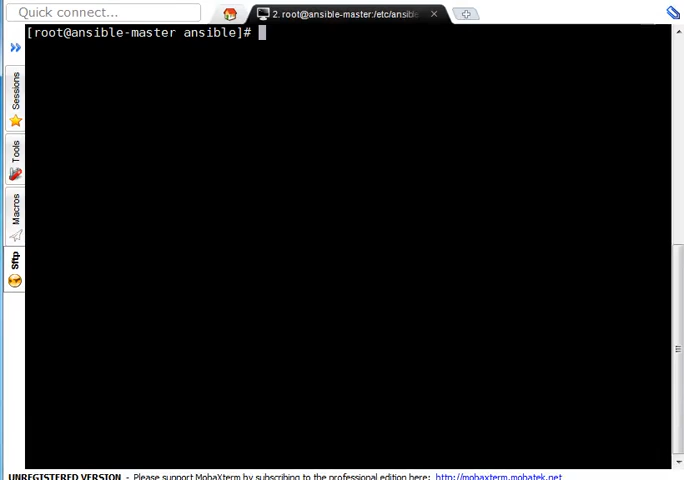 Quick connect...
2. root@ansible-master:/etc/ansible
[root@ansible-master ansible]#
Sessions
Tools
Macros
Sftp
UNREGISTERED VERSION - Please support MobaXterm by subscribing to the professional edition here: http://mobaxterm.mobatek.net